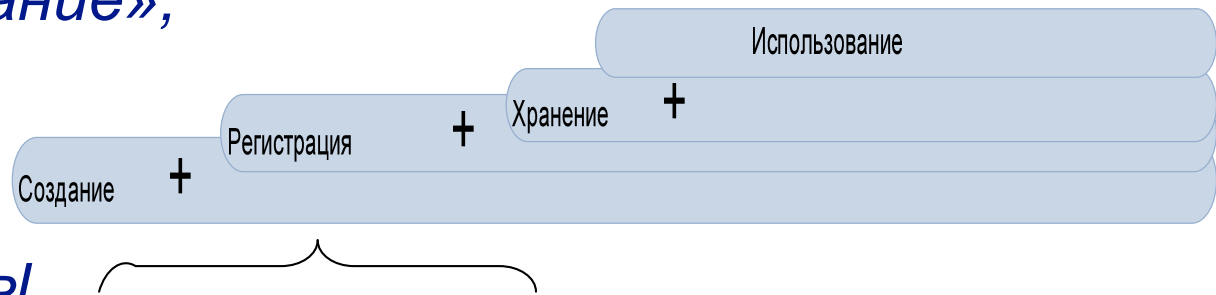 ание»,
Использование
+
Хранение
+
Регистрация
+
Создание
ы